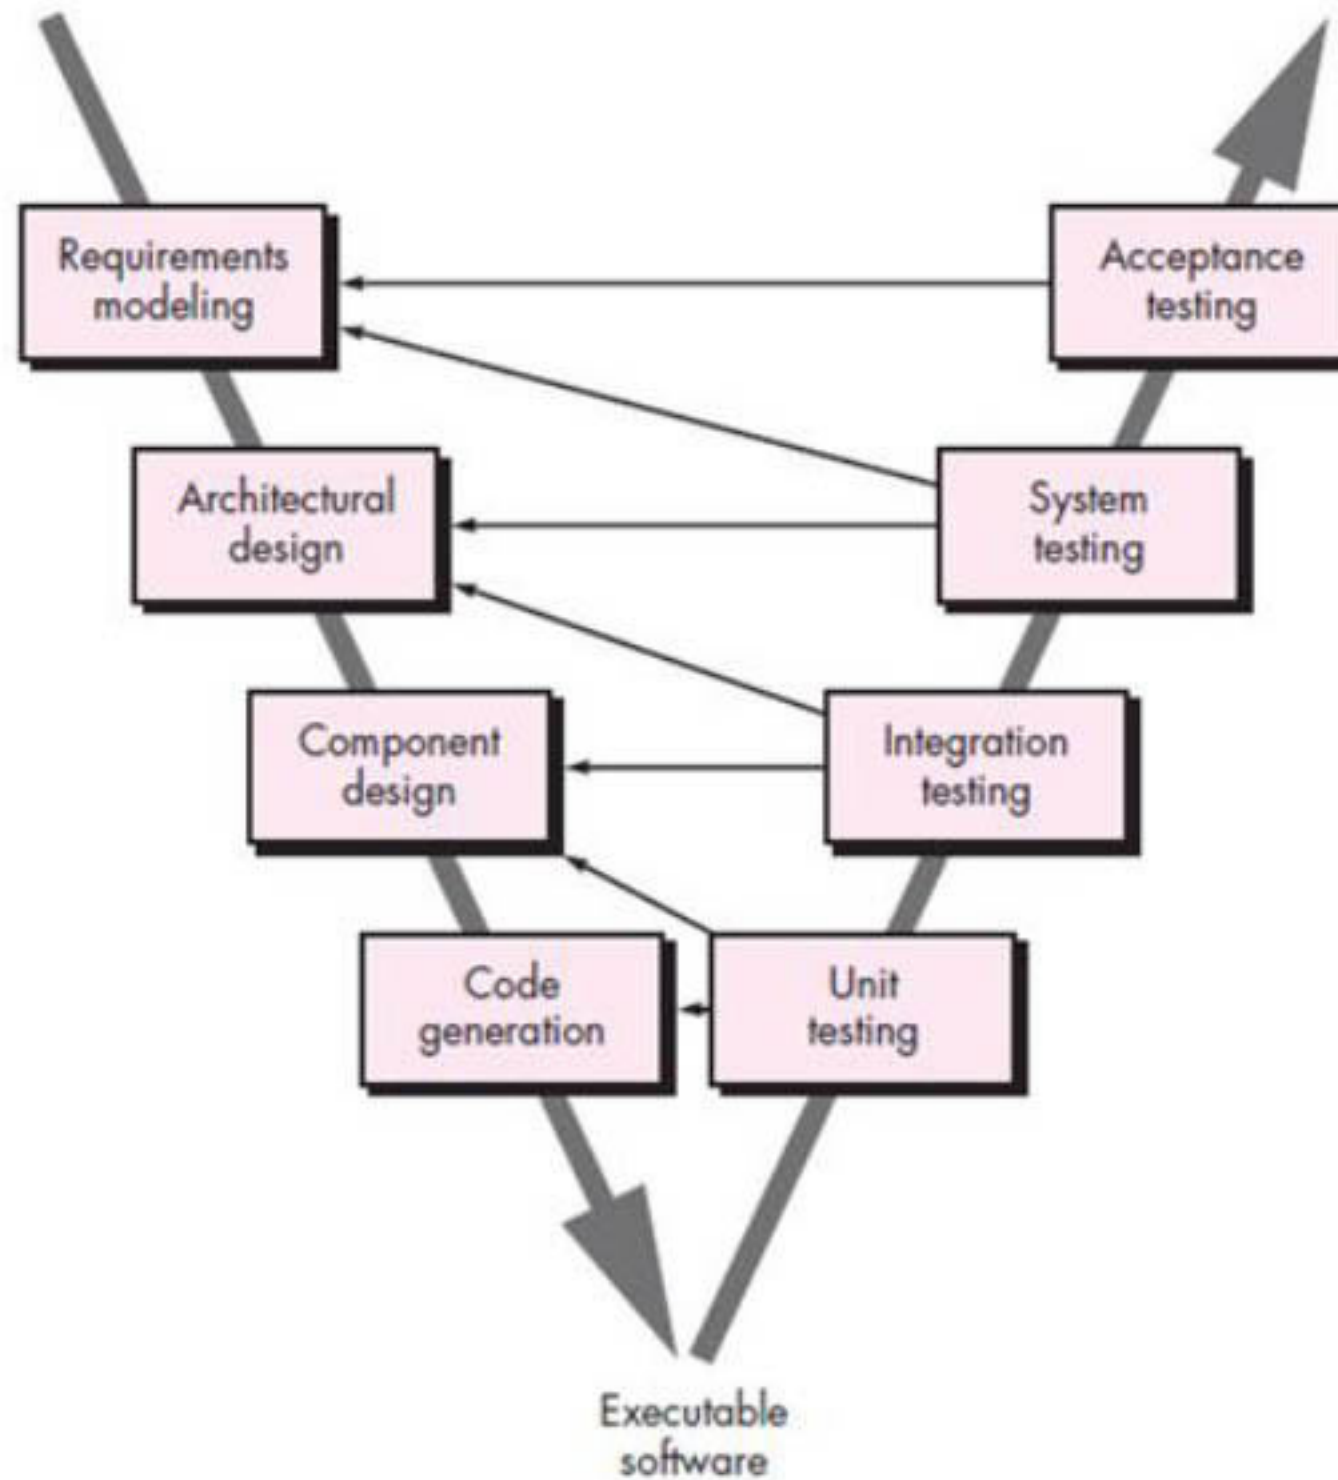 Requirements
modeling
Acceptance
testing
Architectural
design
System
testing
Component
design
Integration
testing
Code
generation
Unit
testing
Executable
software